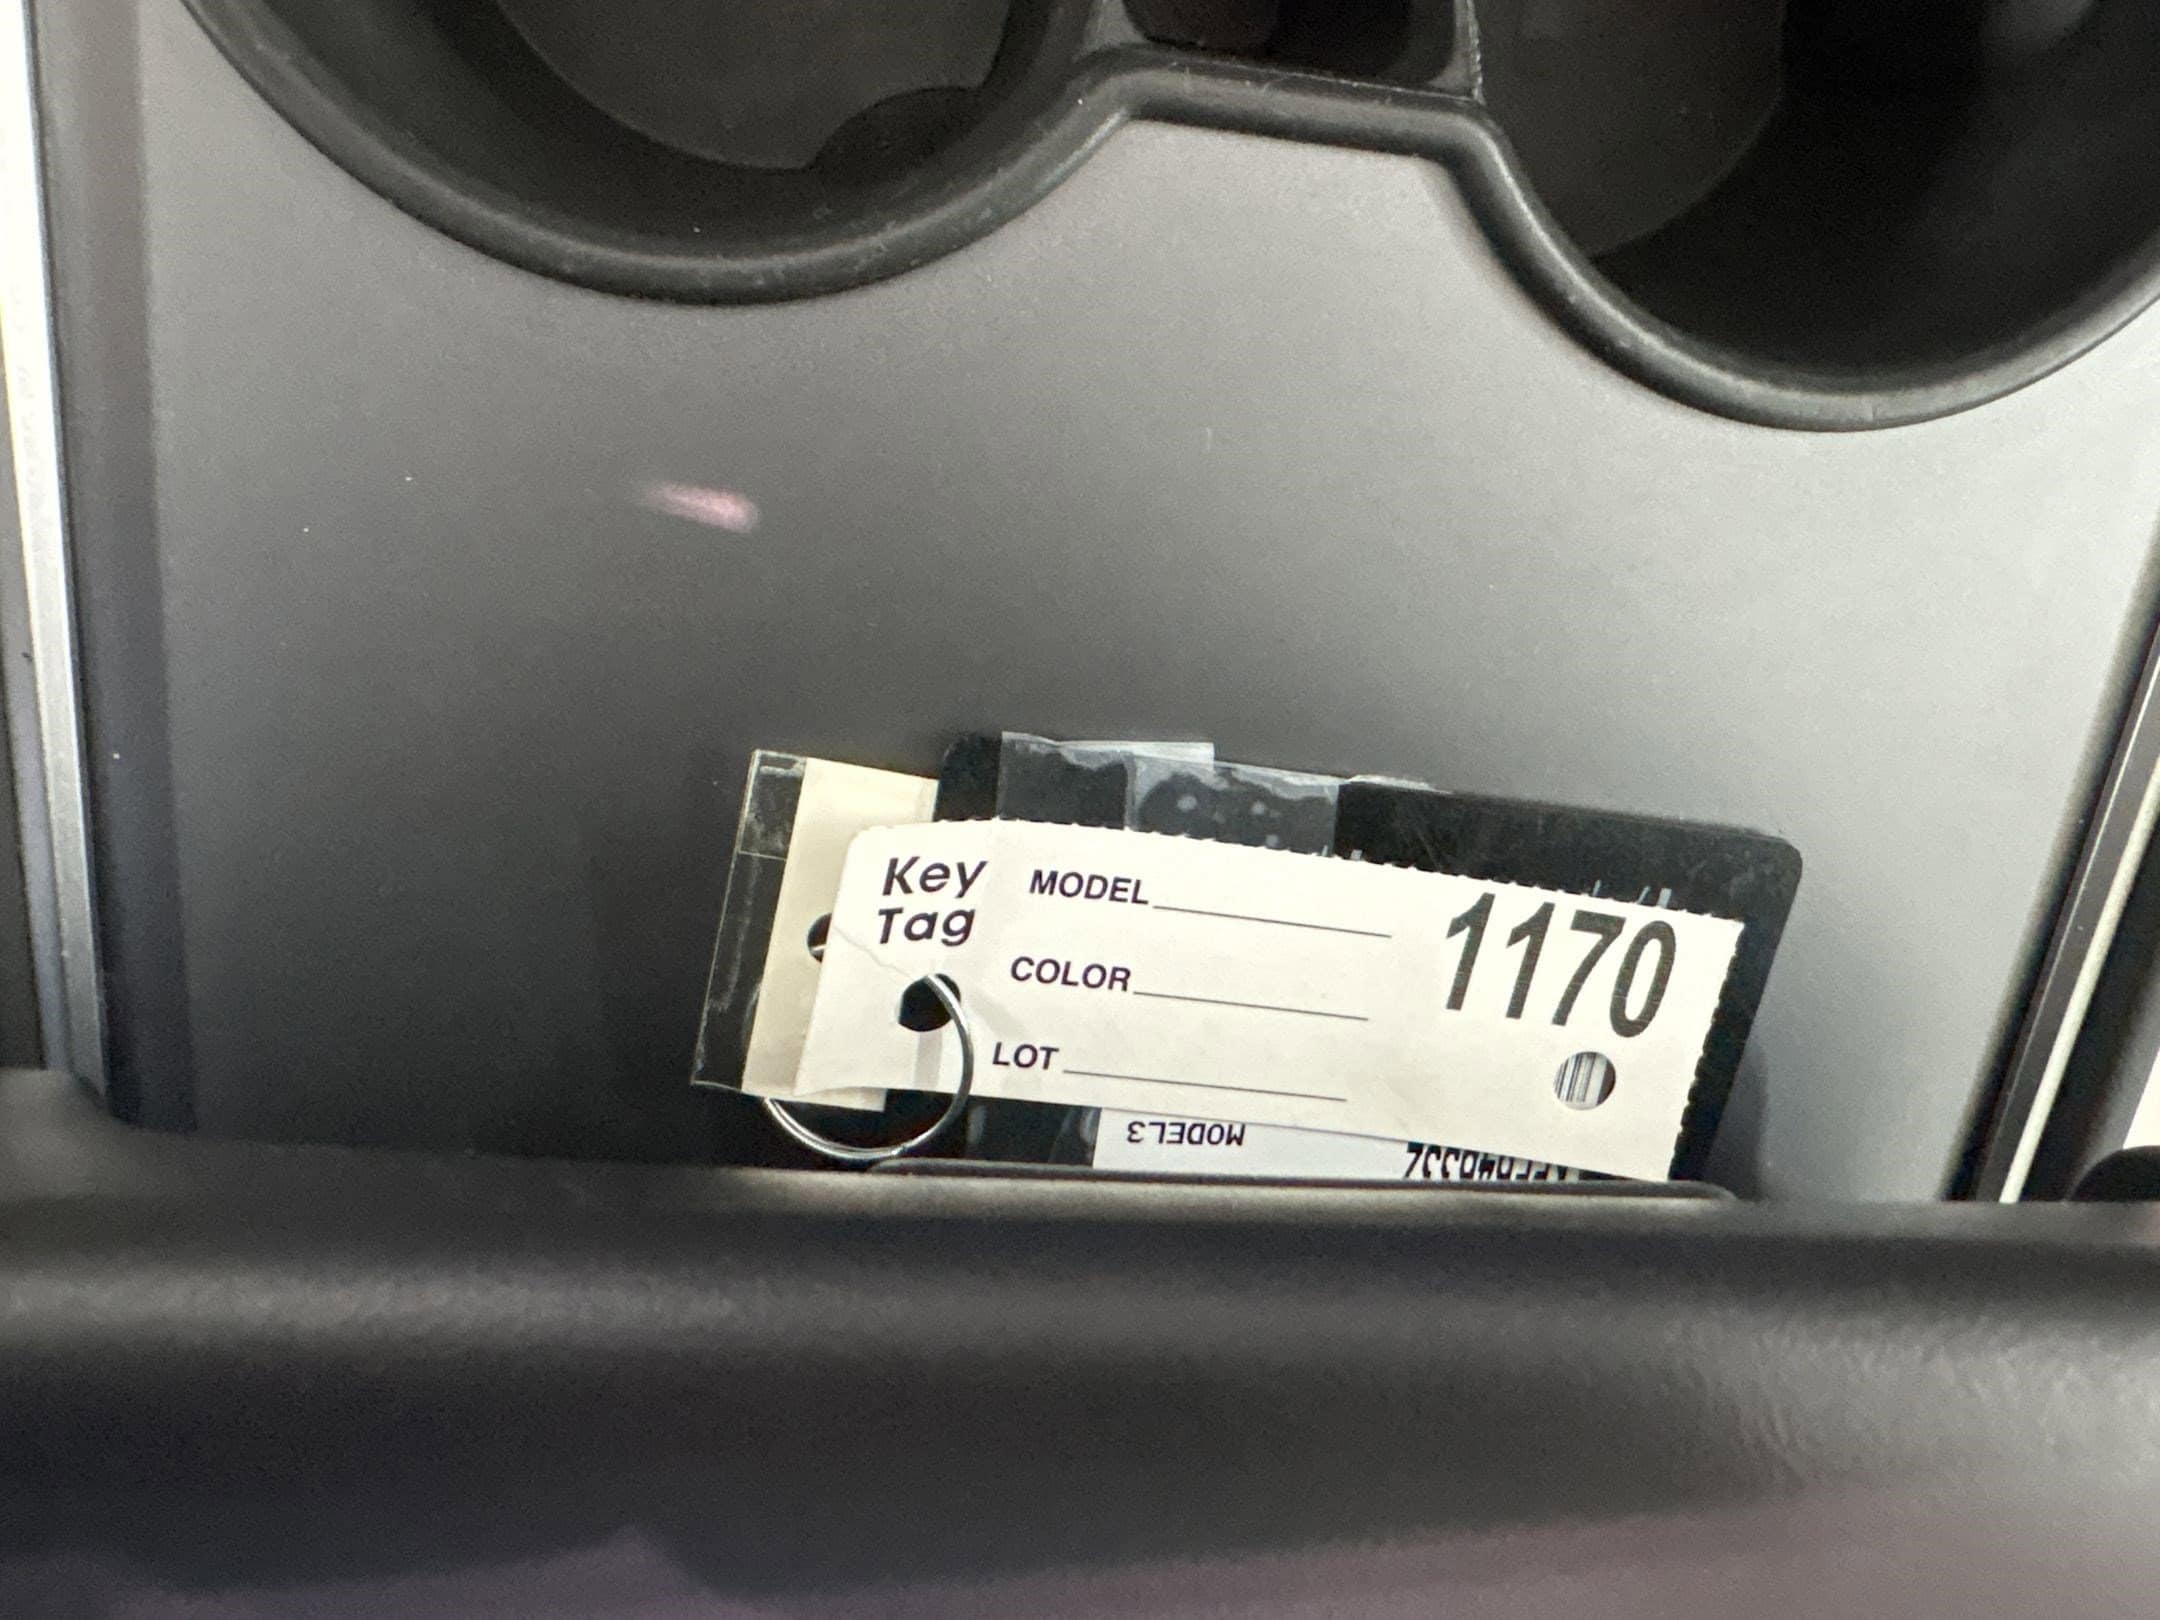 Key
Tag
MODEL
COLOR
LOT
1170
MODEL3